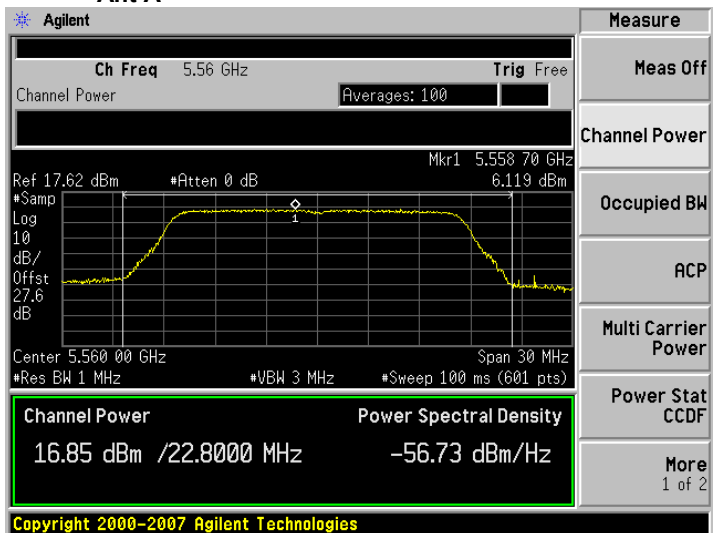 Agilent
Measure
Ch Freq 5.56 GHz Trig Free
Channel Power Averages: 100
Mkr1 5.558 70 GHz
Ref 17.62 dBm #Atten 0 dB 6.119 dBm
#Samp
Log
10
dB/
Offst
27.6
dB
1
Center 5.560 00 GHz Span 30 MHz
#Res BW 1 MHz #VBW 3 MHz #Sweep 100 ms (601 pts)
Channel Power Power Spectral Density
16.85 dBm /22.8000 MHz -56.73 dBm/Hz
Copyright 2000-2007 Agilent Technologies
Meas Off
Channel Power
Occupied BW
ACP
Multi Carrier
Power
Power Stat
CCDF
More
1 of 2